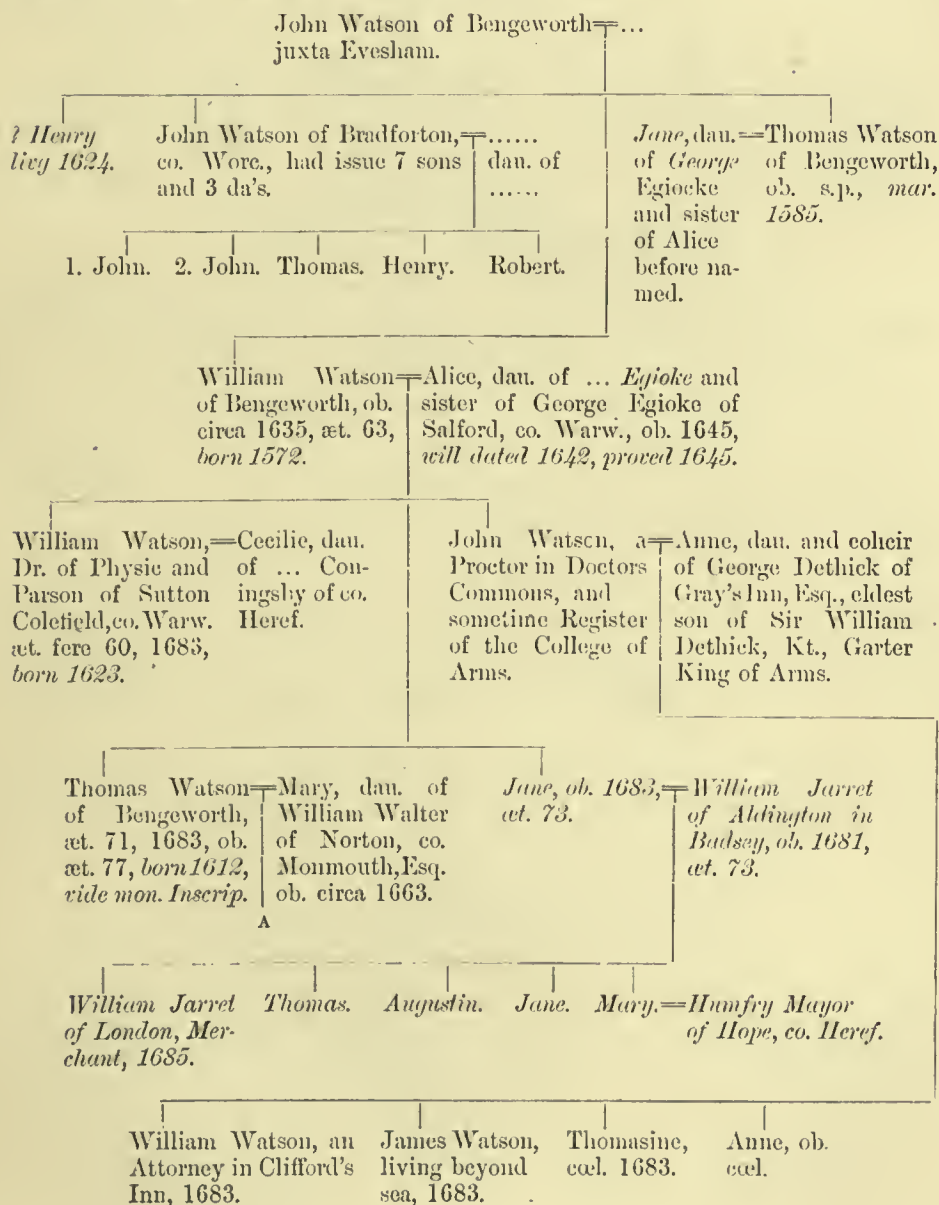 John Watson of Bengeworth=...
juxta Evesham.
? Henry
livg 1624.
John Watson of Bradforton,=......
co. Worc., had issue 7 sons
and 3 da's.
dau. of
......
Jane, dau.
of George
Egiocke
and sister
of Alice
before na-
med.
=Thomas Watson
of Bengeworth,
ob. s.p., mar.
1585.
1. John. 2. John. Thomas. Henry. Robert.
William Watson=
of Bengeworth, ob.
circa 1635, æt. 63,
born 1572.
Alice, dau. of ... Egioke and
sister of George Egioke of
Salford, co. Warw., ob. 1645,
will dated 1642, proved 1645.
William Watson,=
Dr. of Physic and
Parson of Sutton
Colefield, co. Warw.
æt. fere 60, 1683,
born 1623.
Cecilie, dau.
of ... Con-
ingsby of co.
Heref.
John Watson, a=
Proctor in Doctors
Commons, and
sometime Register
of the College of
Arms.
Anne, dau. and coheir
of George Dethick of
Gray's Inn, Esq., eldest
son of Sir William
Dethick, Kt., Garter
King of Arms.
Thomas Watson=
of Bengeworth,
æt. 71, 1683, ob.
æt. 77, born 1612,
vide mon. Inscrip.
Mary, dau. of
William Walter
of Norton, co.
Monmouth, Esq.
ob. circa 1663.
A
Jane, ob. 1683,=
æt. 73.
William Jarret
of Aldington in
Badsey, ob. 1681,
æt. 73.
William Jarret
of London, Mer-
chant, 1685.
Thomas. Augustin. Jane. Mary.=Humfry Mayor
of Hope, co. Heref.
William Watson, an
Attorney in Clifford's
Inn, 1683.
James Watson,
living beyond
sea, 1683.
Thomasine,
cœl. 1683.
Anne, ob.
cœl.